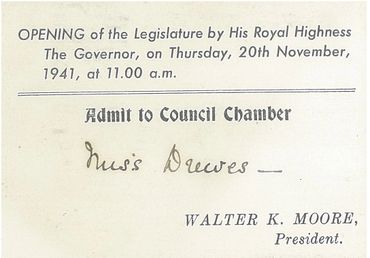 OPENING of the Legislature by His Royal Highness
The Governor, on Thursday, 20th November,
1941, at 11.00 a.m.
Admit to Council Chamber
Miss Drewes —
WALTER K. MOORE,
President.